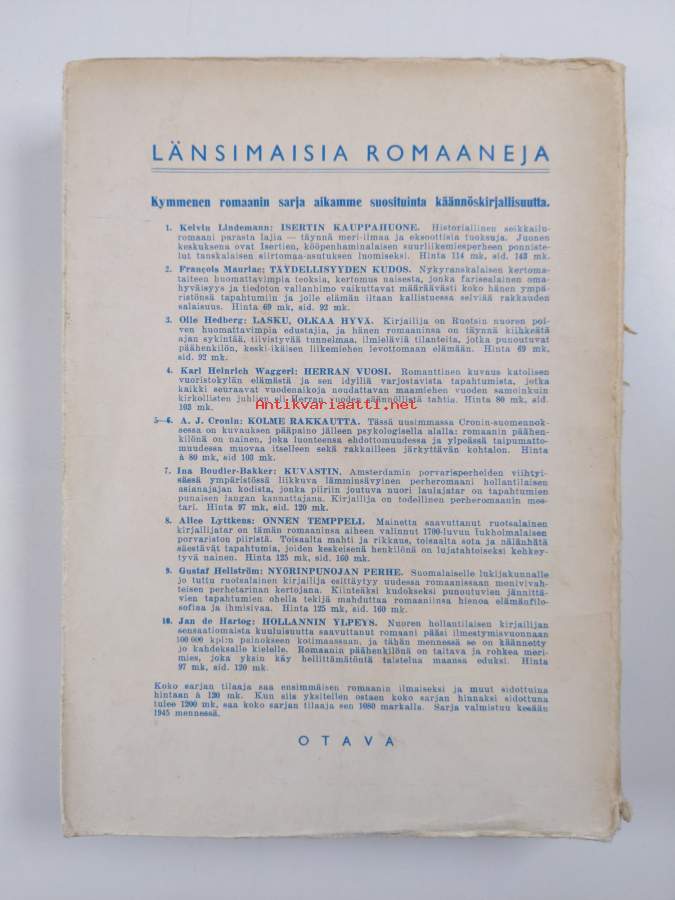 LÄNSIMAISIA ROMAANEJA
Kymmenen romaanin sarja aikamme suosituinta käännöskirjallisuutta.
1. Kelvin Lindemann: ISERTIN KAUPPAHUONE. Historiallinen seikkailu-
romaani parasta lajia — täynnä meri-ilmaa ja eksoottisia tuoksuja. Juonen
keskuksena ovat Isertien, kööpenhaminalaisen suurliikemiesperheen ponniste-
lut tanskalaisen siirtomaa-asutuksen luomiseksi. Hinta 114 mk, sid. 143 mk.
2. François Mauriac: TÄYDELLISYYDEN KUDOS. Nykyranskalaisen kertoma-
taiteen huomattavimpia teoksia, kertomus naisesta, jonka farisealainen oma-
hyväisyys ja tiedoton vallanhimo vaikuttavat määräävästi koko hänen ympä-
ristönsä tapahtumiin ja jolle elämän iltaan kallistuessa selviää rakkauden
salaisuus. Hinta 69 mk, sid. 92 mk.
3. Olle Hedberg: LASKU, OLKAA HYVÄ. Kirjailija on Ruotsin nuoren pol-
ven huomattavimpia edustajia, ja hänen romaaninsa on täynnä kiihkeätä
ajan sykintää, tiivistyvää tunnelmaa, ilmieläviä tilanteita, jotka punoutuvat
päähenkilön, keski-ikäisen liikemiehen levottomaan elämään. Hinta 69 mk,
sid. 92 mk.
4. Karl Heinrich Waggerl: HERRAN VUOSI. Romanttinen kuvaus katolisen
vuoristokylän elämästä ja sen idylliä varjostavista tapahtumista, jotka
kaikki seuraavat vuodenaikoja noudattavan maamiehen vuoden samoinkuin
kirkollisten juhlien eli Herran vuoden säännöllistä tahtia. Hinta 80 mk, sid.
103 mk.
Antikvariaatti.net
5—6. A. J. Cronin: KOLME RAKKAUTTA. Tässä uusimmassa Cronin-suomennok-
sessa on kuvauksen pääpaino jälleen psykologisella alalla: romaanin päähen-
kilönä on nainen, joka luonteensa ehdottomuudessa ja ylpeässä taipumatto-
muudessa muovaa itselleen sekä rakkailleen järkyttävän kohtalon. Hinta
à 80 mk, sid 103 mk.
7. Ina Boudier-Bakker: KUVASTIN. Amsterdamin porvarisperheiden viihtyi-
sässä ympäristössä liikkuva lämminsävyinen perheromaani hollantilaisen
asianajajan kodista, jonka piiriin joutuva nuori laulajatar on tapahtumien
punaisen langan kannattajana. Kirjailija on todellinen perheromaanin mes-
tari. Hinta 97 mk, sid. 120 mk.
8. Alice Lyttkens: ONNEN TEMPPELI. Mainetta saavuttanut ruotsalainen
kirjailijatar on tämän romaaninsa aiheen valinnut 1700-luvun tukholmalaisen
porvariston piiristä. Toisaalta mahti ja rikkaus, toisaalta sota ja nälänhätä
säestävät tapahtumia, joiden keskeisenä henkilönä on lujatahtoiseksi kehkey-
tyvä nainen. Hinta 125 mk, sid. 160 mk.
9. Gustaf Hellström: NYÖRINPUNOJAN PERHE. Suomalaiselle lukijakunnalle
jo tuttu ruotsalainen kirjailija esittäytyy uudessa romaanissaan monivivah-
teisen perhetarinan kertojana. Kiinteäksi kudokseksi punoutuvien jännittä-
vien tapahtumien ohella tekijä mahduttaa romaaniinsa hienoa elämänfilo-
sofiaa ja ihmisivaa. Hinta 125 mk, sid. 160 mk.
10. Jan de Hartog: HOLLANNIN YLPEYS. Nuoren hollantilaisen kirjailijan
sensaatiomaista kuuluisuutta saavuttanut romaani pääsi ilmestymisvuonnaan
100 000 kpl:n painokseen kotimaassaan, ja tähän mennessä se on käännetty
jo kahdeksalle kielelle. Romaanin päähenkilönä on taitava ja rohkea meri-
mies, joka yksin käy hellittämätöntä taistelua maansa eduksi. Hinta
97 mk, sid. 120 mk.
Koko sarjan tilaaja saa ensimmäisen romaanin ilmaiseksi ja muut sidottuina
hintaan à 120 mk. Kun siis yksitellen ostaen koko sarjan hinnaksi sidottuna
tulee 1200 mk, saa koko sarjan tilaaja sen 1080 markalla. Sarja valmistuu kesään
1945 mennessä.
OTAVA